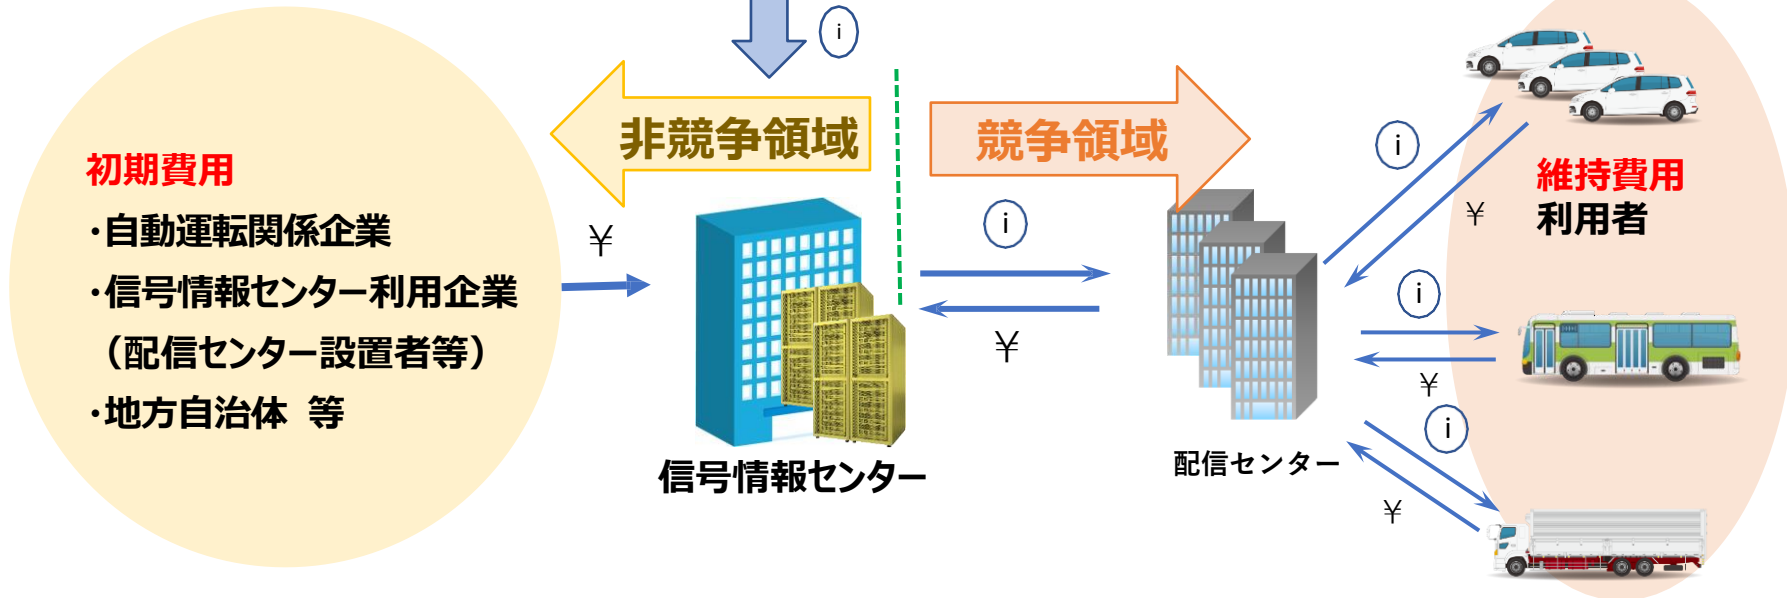 i
非競争領域
競争領域
初期費用
・自動運転関係企業
・信号情報センター利用企業
（配信センター設置者等）
・地方自治体 等
￥
信号情報センター
i
￥
配信センター
i
￥
i
￥
i
￥
維持費用
利用者